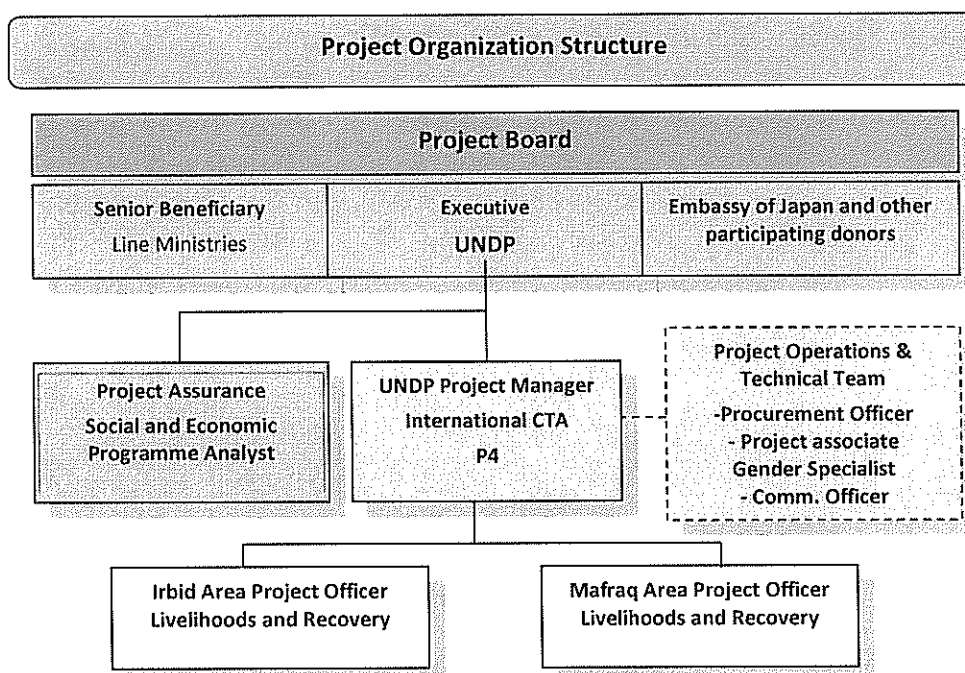 Project Organization Structure
Project Board
Senior Beneficiary
Line Ministries
Executive
UNDP
Embassy of Japan and other
participating donors
Project Assurance
Social and Economic
Programme Analyst
UNDP Project Manager
International CTA
P4
Project Operations &
Technical Team
-Procurement Officer
- Project associate
Gender Specialist
- Comm. Officer
Irbid Area Project Officer
Livelihoods and Recovery
Mafraq Area Project Officer
Livelihoods and Recovery